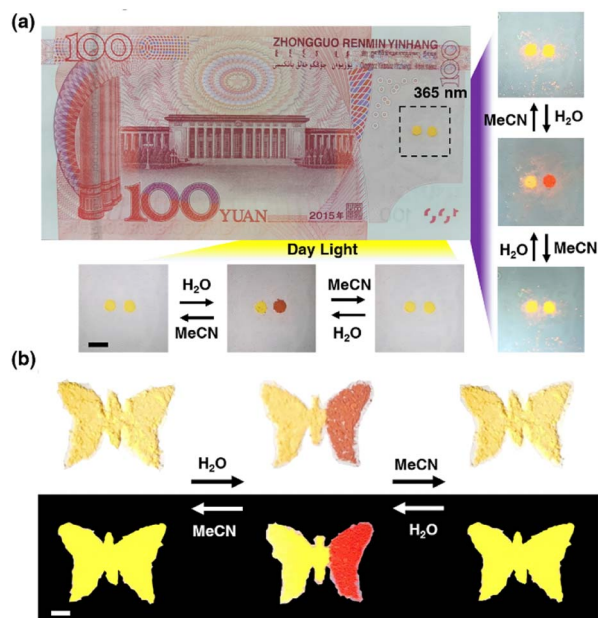 (a)
100
ZHONGGUO RENMIN YINHANG
100
365 nm
100 YUAN
2015年
MeCN
H₂O
H₂O
MeCN
Day Light
H₂O
MeCN
MeCN
H₂O
(b)
H₂O
MeCN
MeCN
H₂O